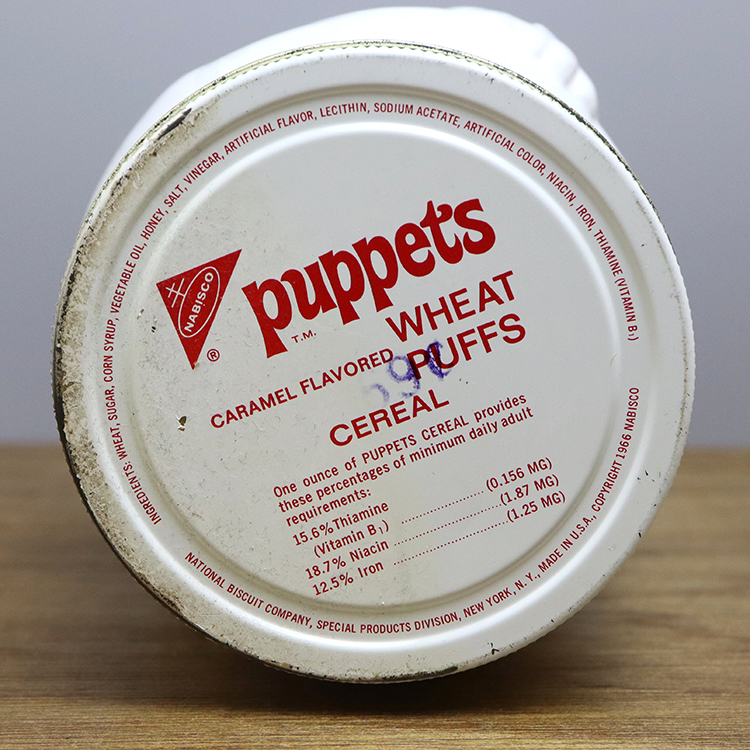 INGREDIENTS: WHEAT, SUGAR, CORN SYRUP, VEGETABLE OIL, HONEY, SALT, VINEGAR, ARTIFICIAL FLAVOR, LECITHIN, SODIUM ACETATE, ARTIFICIAL COLOR, NIACIN, IRON, THIAMINE (VITAMIN B₁)
NABISCO
®
puppets
T.M.
CARAMEL FLAVORED WHEAT
PUFFS
CEREAL
One ounce of PUPPETS CEREAL provides
these percentages of minimum daily adult
requirements:
15.6% Thiamine ............... (0.156 MG)
(Vitamin B₁)
18.7% Niacin ..................... (1.87 MG)
12.5% Iron ........................ (1.25 MG)
NATIONAL BISCUIT COMPANY, SPECIAL PRODUCTS DIVISION, NEW YORK, N. Y., MADE IN U.S.A., COPYRIGHT 1966 NABISCO